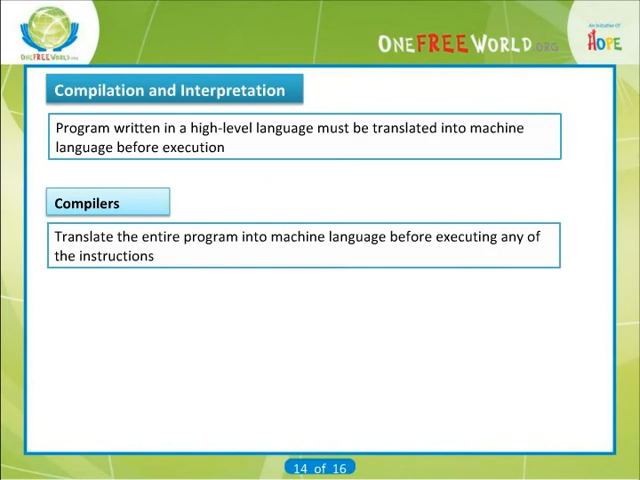 ONEFREEWORLD.ORG
An Initiative Of
HOPE
ONEFREEWORLD.ORG
Compilation and Interpretation
Program written in a high-level language must be translated into machine
language before execution
Compilers
Translate the entire program into machine language before executing any of
the instructions
14 of 16